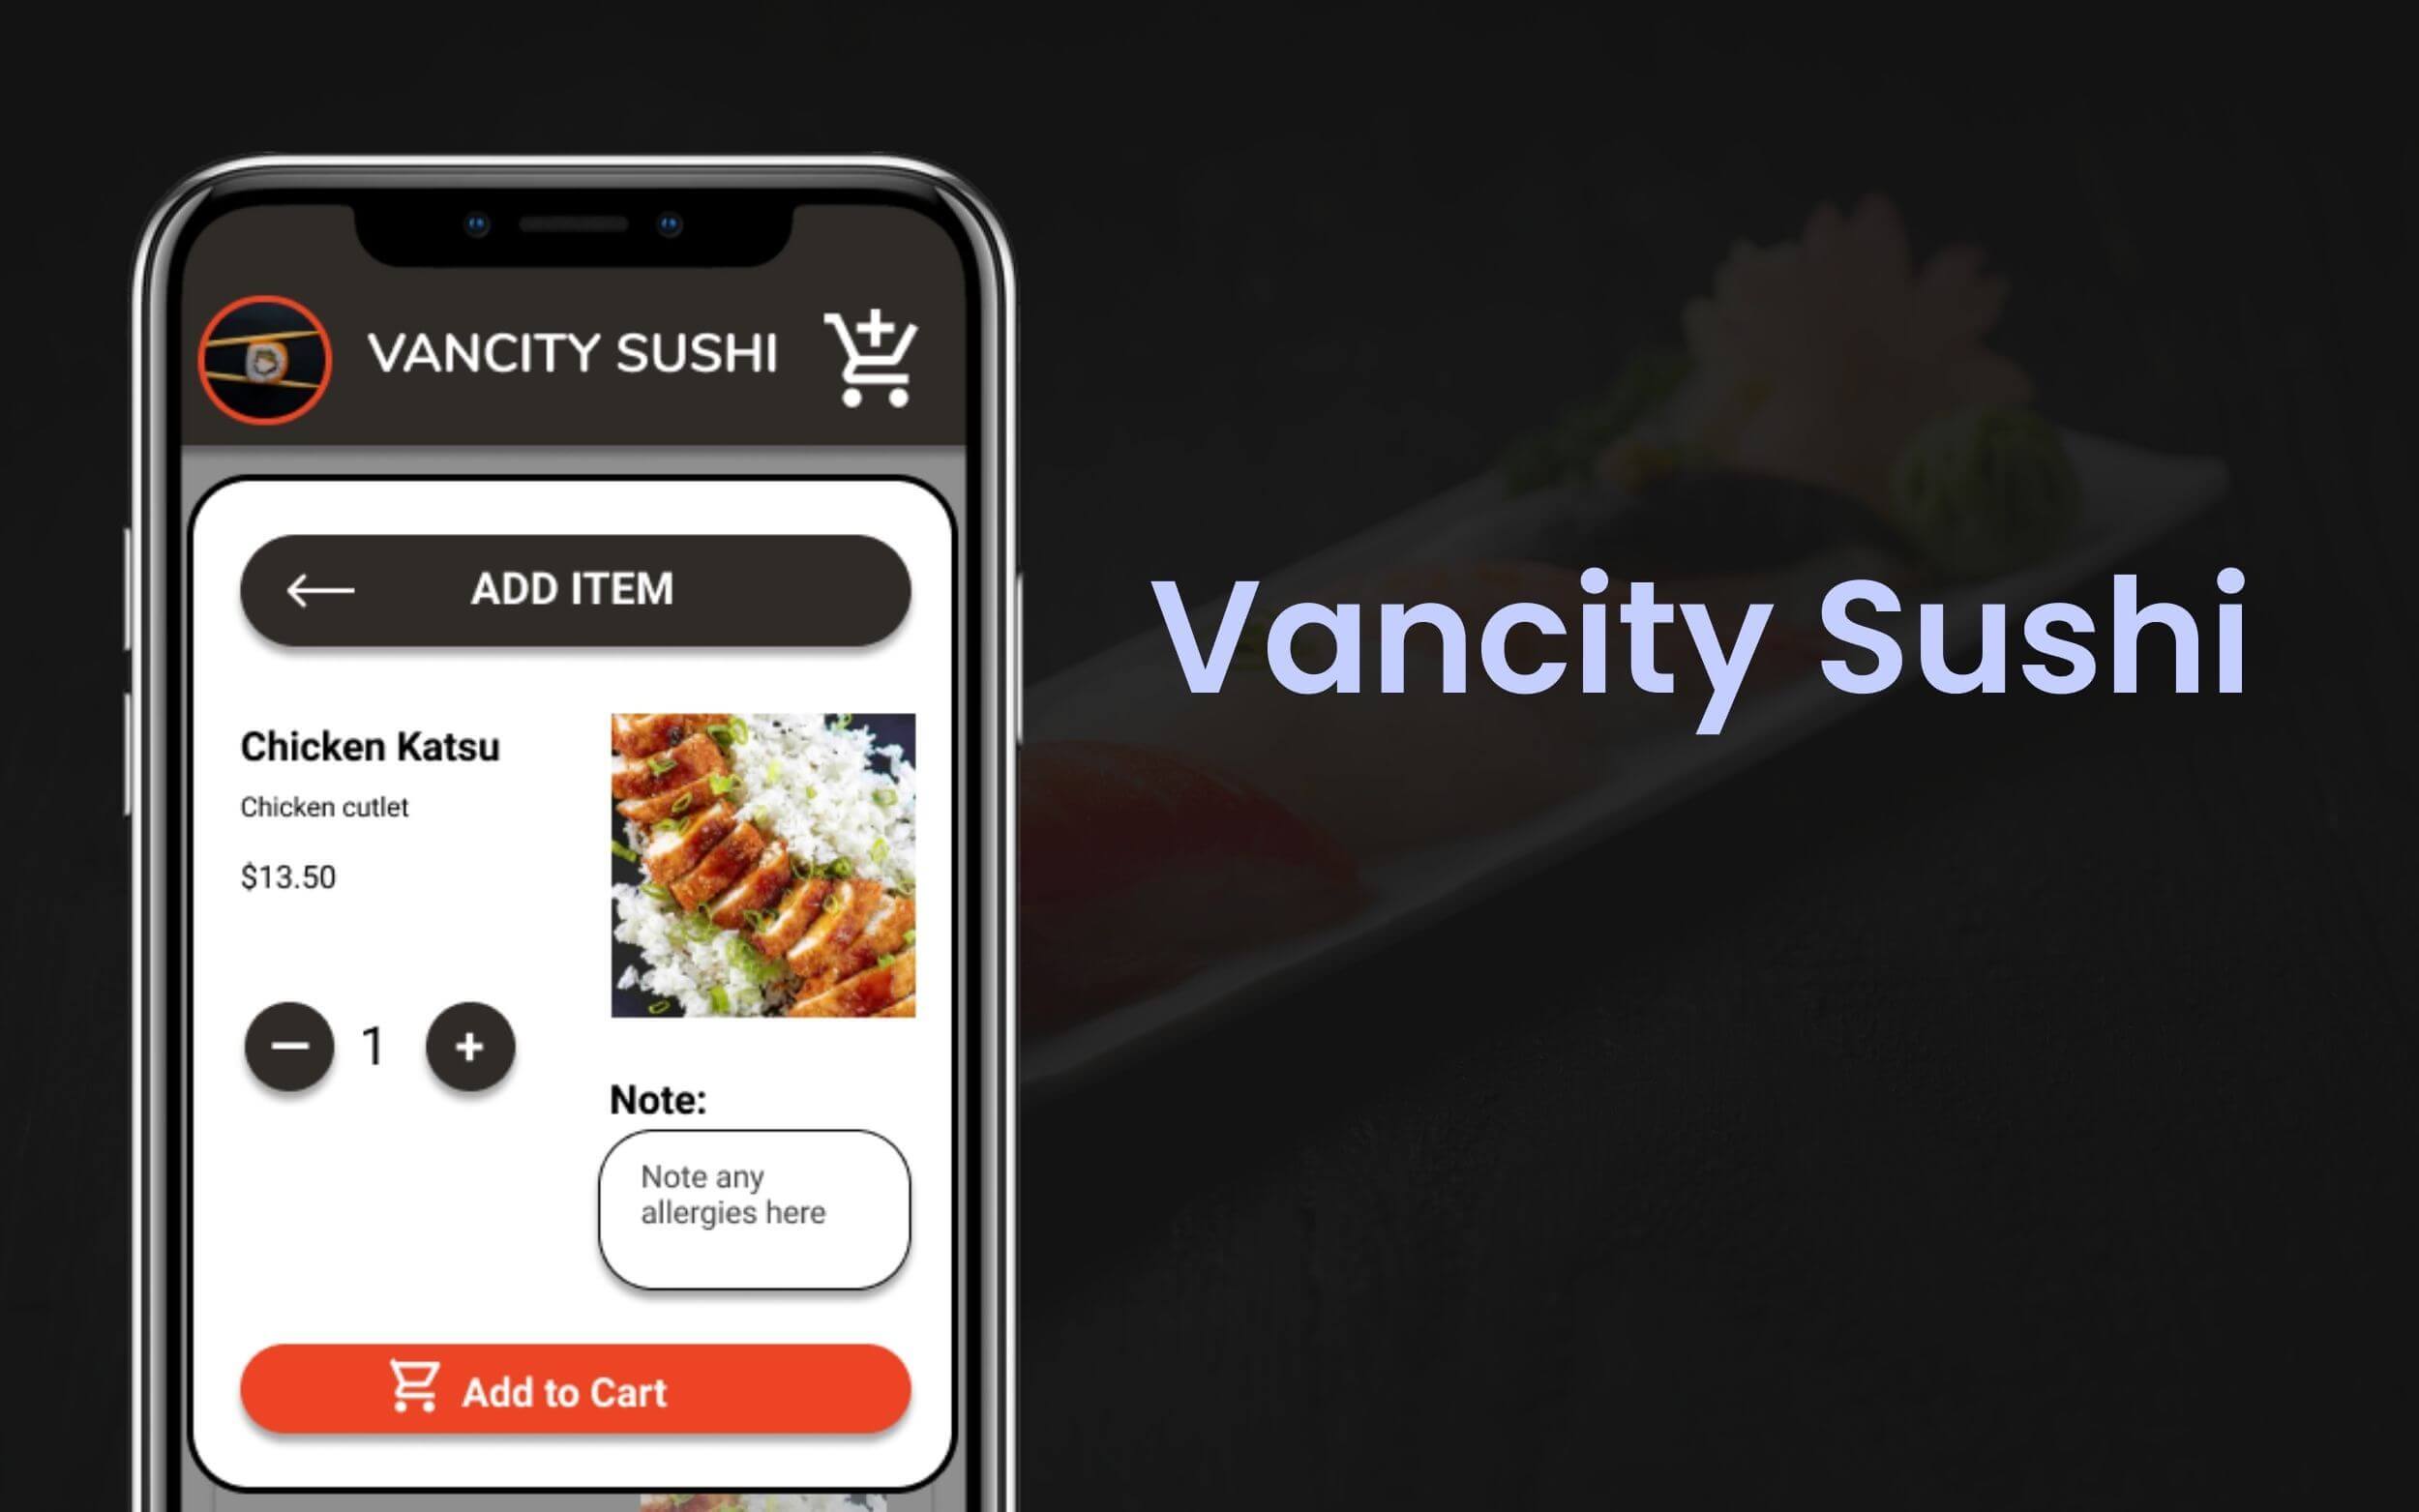 VANCITY SUSHI
ADD ITEM
Chicken Katsu
Chicken cutlet
$13.50
1
Note:
Note any
allergies here
Add to Cart
Vancity Sushi